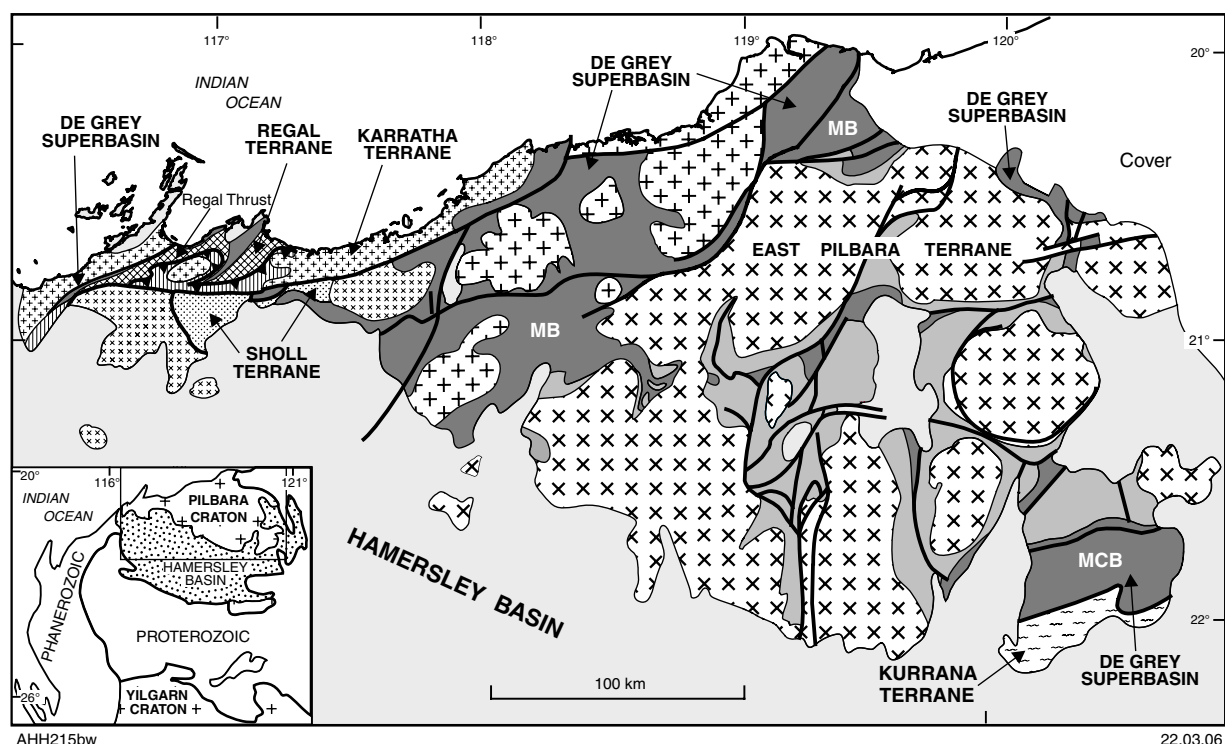 117°
118°
119°
120°
20°
INDIAN
OCEAN
DE GREY
SUPERBASIN
REGAL
TERRANE
KARRATHA
TERRANE
DE GREY
SUPERBASIN
MB
DE GREY
SUPERBASIN
Cover
Regal Thrust
EAST PILBARA TERRANE
SHOLL
TERRANE
MB
21°
HAMERSLEY BASIN
MCB
22°
KURRANA
TERRANE
DE GREY
SUPERBASIN
100 km
20°
116°
121°
INDIAN
OCEAN
PILBARA
CRATON
HAMERSLEY
BASIN
PHANEROZOIC
PROTEROZOIC
26°
YILGARN
CRATON
AHH215bw
22.03.06